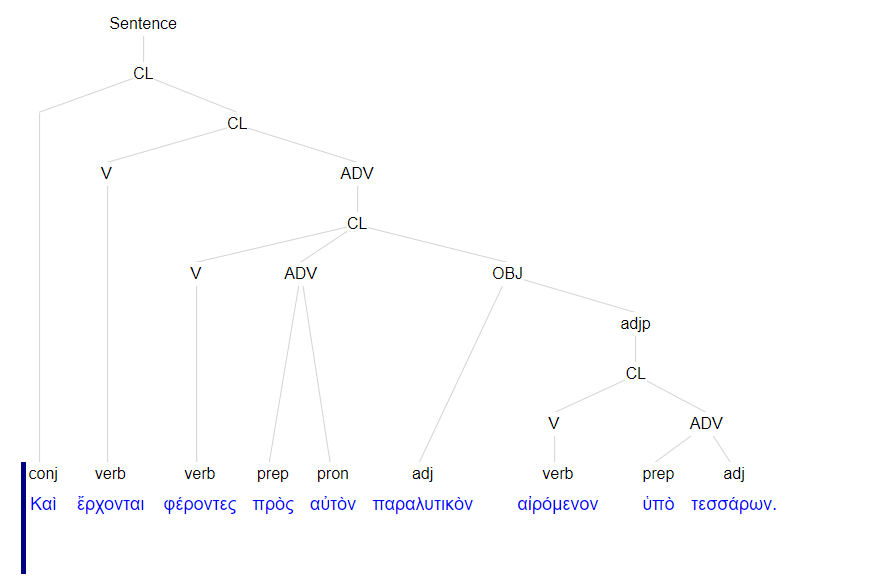 Sentence
CL
CL
V ADV
CL
V ADV OBJ
adjp
CL
V ADV
conj verb verb prep pron adj verb prep adj
Καὶ ἔρχονται φέροντες πρὸς αὐτὸν παραλυτικὸν αἰρόμενον ὑπὸ τεσσάρων.